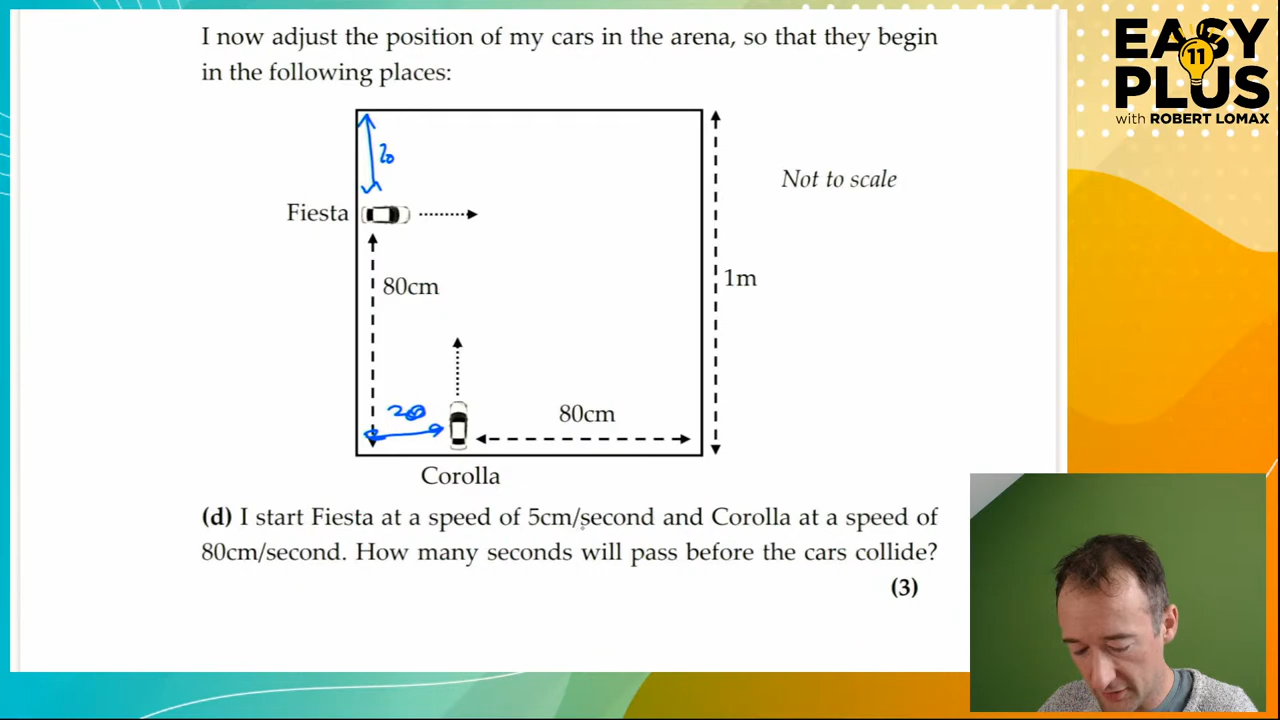 I now adjust the position of my cars in the arena, so that they begin
in the following places:
EASY
11
PLUS
with ROBERT LOMAX
20
Not to scale
Fiesta
80cm
1m
20
80cm
Corolla
(d) I start Fiesta at a speed of 5cm/second and Corolla at a speed of
80cm/second. How many seconds will pass before the cars collide?
(3)